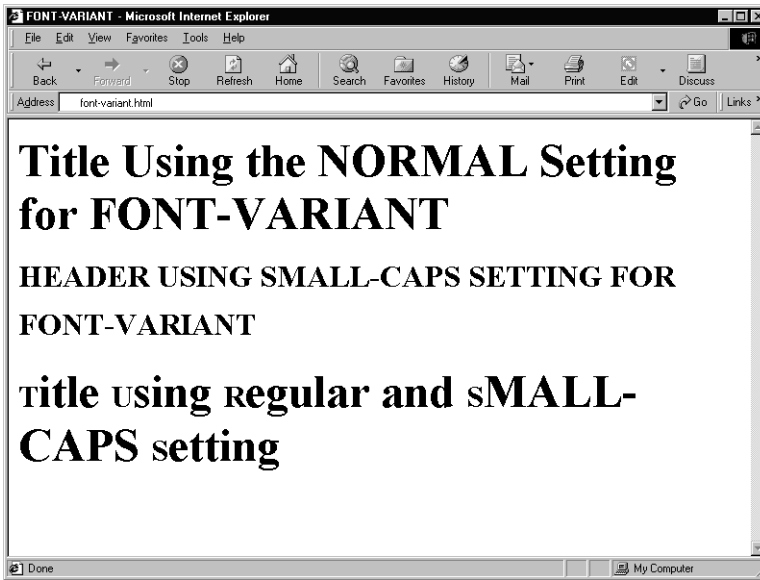 FONT-VARIANT - Microsoft Internet Explorer
File Edit View Favorites Tools Help
Back Forward Stop Refresh Home Search Favorites History Mail Print Edit Discuss
Address font-variant.html Go Links
Title Using the NORMAL Setting
for FONT-VARIANT
HEADER USING SMALL-CAPS SETTING FOR
FONT-VARIANT
Title Using Regular and SMALL-
CAPS setting
Done My Computer